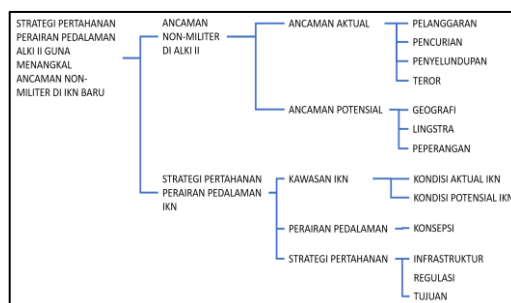 STRATEGI PERTAHANAN
PERAIRAN PEDALAMAN
ALKI II GUNA
MENANGKAL
ANCAMAN NON-
MILITER DI IKN BARU
ANCAMAN
NON-MILITER
DI ALKI II
ANCAMAN AKTUAL
PELANGGARAN
PENCURIAN
PENYELUNDUPAN
TEROR
ANCAMAN POTENSIAL
GEOGRAFI
LINGSTRA
PEPERANGAN
STRATEGI PERTAHANAN
PERAIRAN PEDALAMAN
IKN
KAWASAN IKN
KONDISI AKTUAL IKN
KONDISI POTENSIAL IKN
PERAIRAN PEDALAMAN
KONSEPSI
STRATEGI PERTAHANAN
INFRASTRUKTUR
REGULASI
TUJUAN